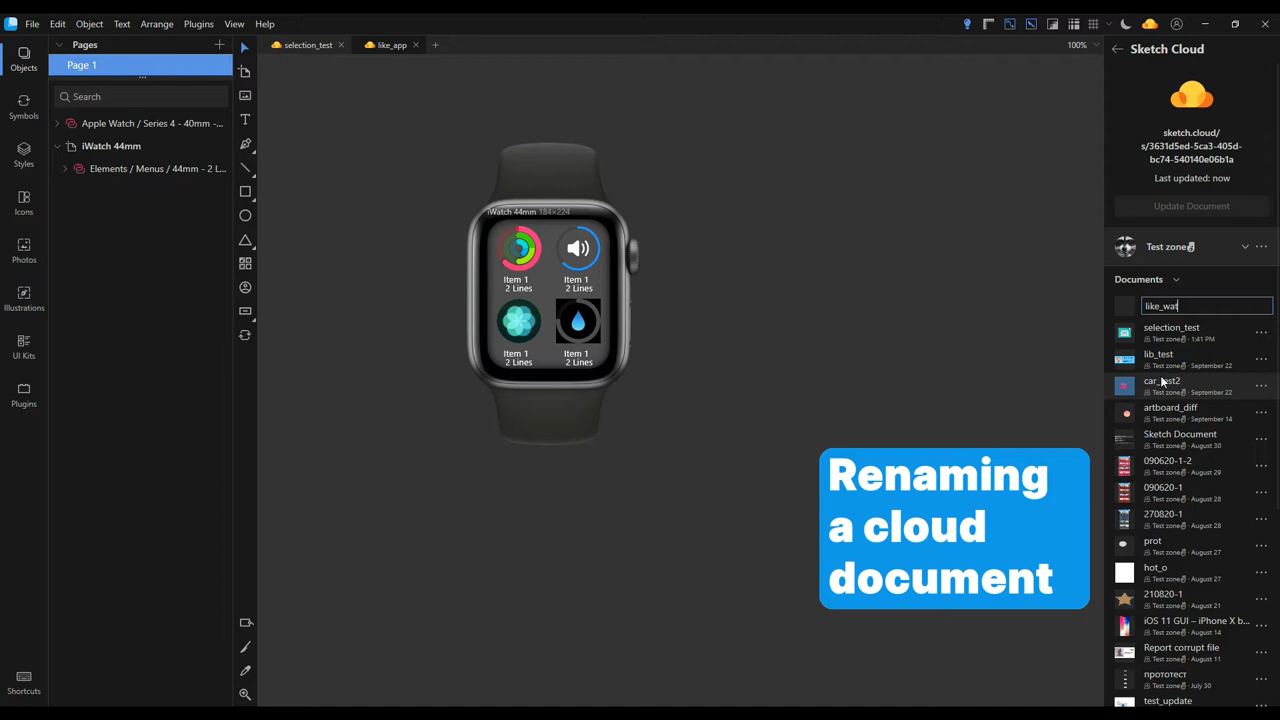 File Edit Object Text Arrange Plugins View Help
Objects
Symbols
Styles
Icons
Photos
Illustrations
UI Kits
Plugins
Shortcuts
Pages
Page 1
Search
Apple Watch / Series 4 - 40mm -...
iWatch 44mm
Elements / Menus / 44mm - 2 L...
selection_test
like_app
100%
iWatch 44mm 184×224
Item 1
2 Lines
Item 1
2 Lines
Item 1
2 Lines
Item 1
2 Lines
Renaming
a cloud
document
Sketch Cloud
sketch.cloud/
s/3631d5ed-5ca3-405d-
bc74-540140e06b1a
Last updated: now
Update Document
Test zone
Documents
like_wat
selection_test
Test zone · 1:41 PM
lib_test
Test zone · September 22
car_test2
Test zone · September 22
artboard_diff
Test zone · September 14
Sketch Document
Test zone · August 30
090620-1-2
Test zone · August 29
090620-1
Test zone · August 28
270820-1
Test zone · August 28
prot
Test zone · August 27
hot_o
Test zone · August 27
210820-1
Test zone · August 21
iOS 11 GUI – iPhone X b...
Test zone · August 14
Report corrupt file
Test zone · August 11
прототест
Test zone · July 30
test_update